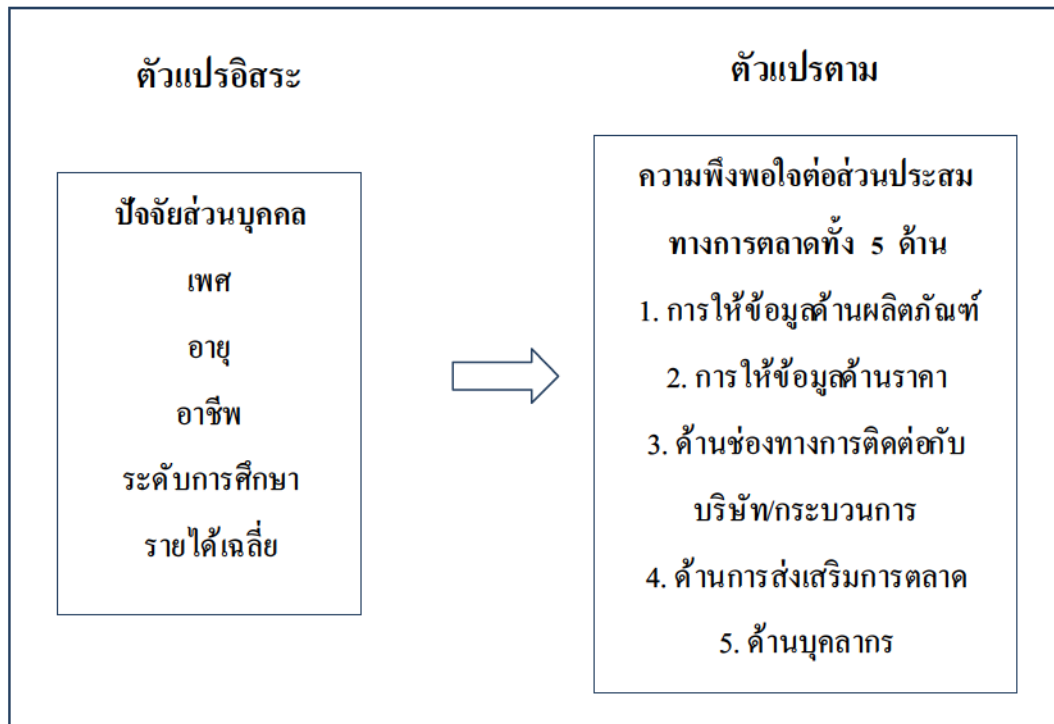 ตัวแปรอิสระ
ปัจจัยส่วนบุคคล
เพศ
อายุ
อาชีพ
ระดับการศึกษา
รายได้เฉลี่ย
ตัวแปรตาม
ความพึงพอใจต่อส่วนประสม
ทางการตลาดทั้ง 5 ด้าน
1. การให้ข้อมูลด้านผลิตภัณฑ์
2. การให้ข้อมูลด้านราคา
3. ด้านช่องทางการติดต่อกับ
บริษัท/กระบวนการ
4. ด้านการส่งเสริมการตลาด
5. ด้านบุคลากร